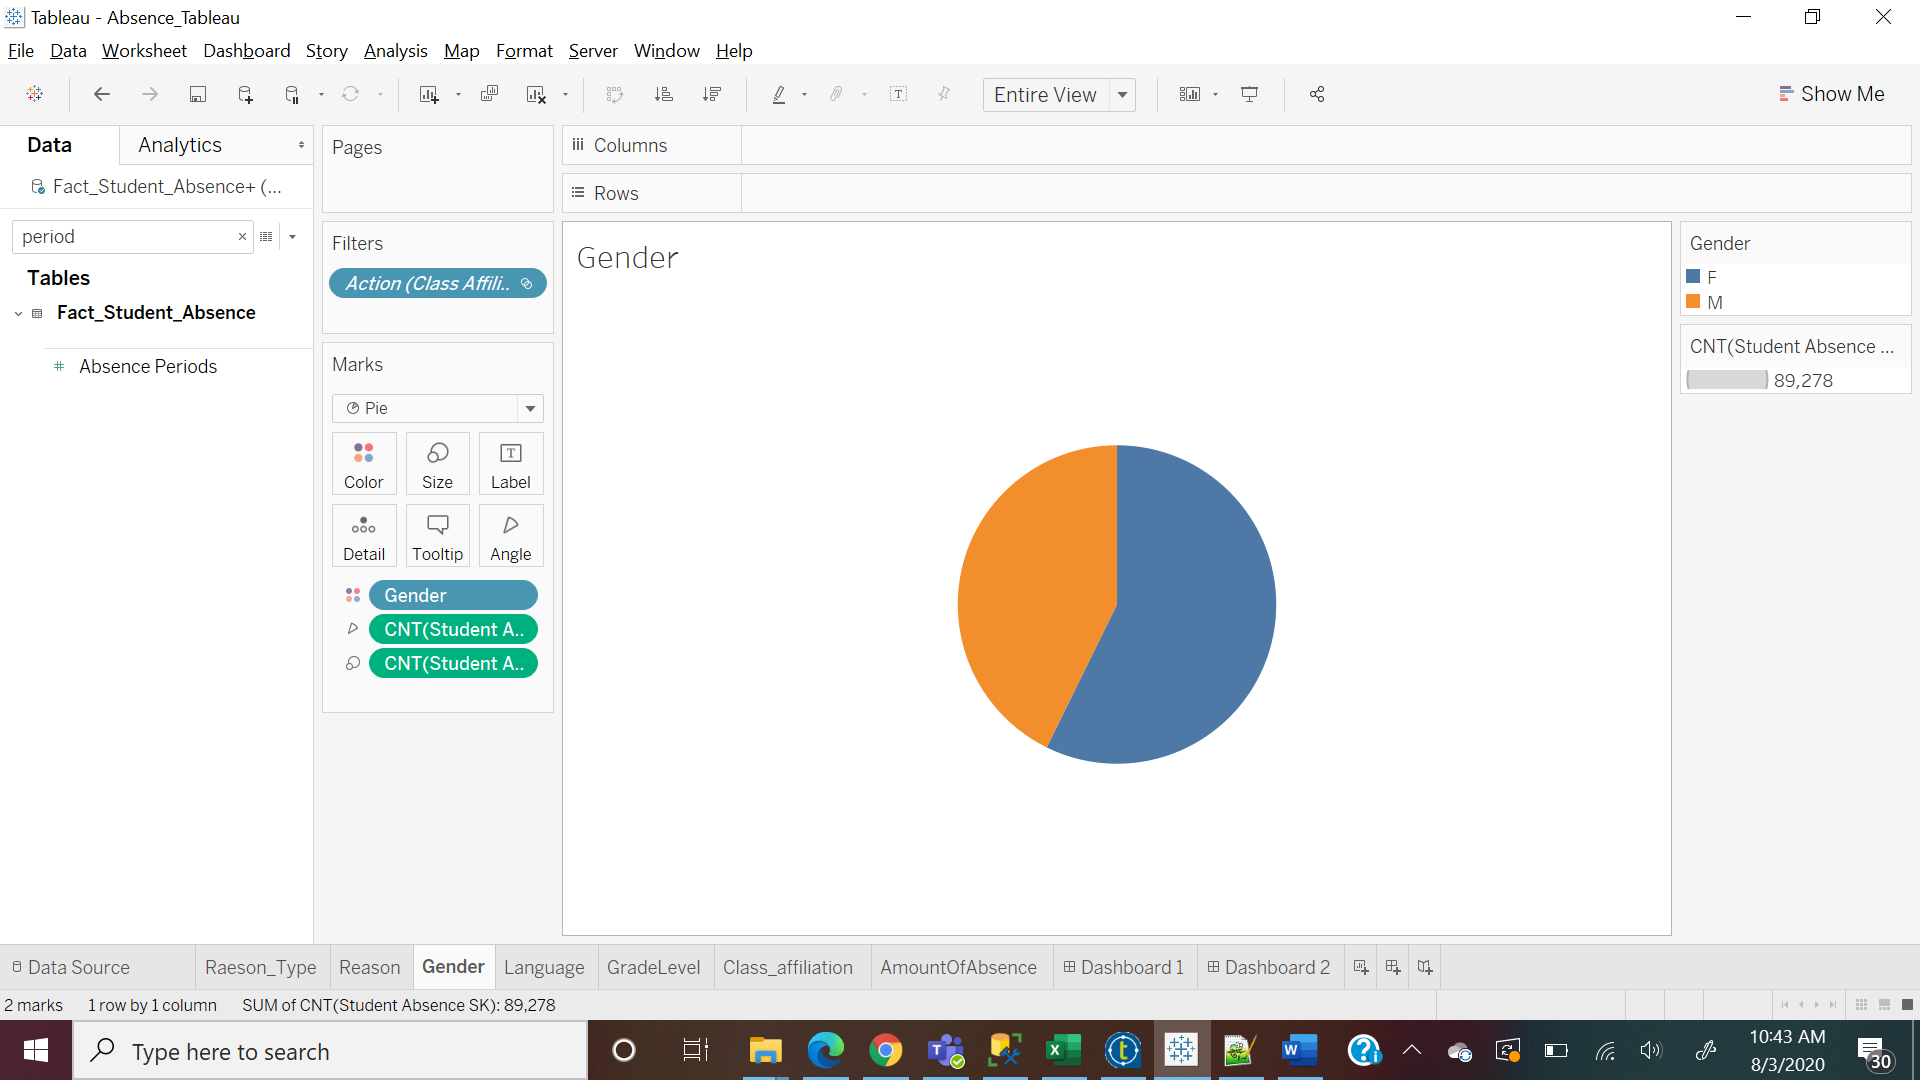 Tableau - Absence_Tableau
File Data Worksheet Dashboard Story Analysis Map Format Server Window Help
Entire View
Show Me
Data Analytics
Fact_Student_Absence+ (...
period
Tables
Fact_Student_Absence
Absence Periods
Pages
Filters
Action (Class Affili..
Marks
Pie
Color Size Label
Detail Tooltip Angle
Gender
CNT(Student A..
CNT(Student A..
Columns
Rows
Gender
Gender
F
M
CNT(Student Absence ...
89,278
Data Source Raeson_Type Reason Gender Language GradeLevel Class_affiliation AmountOfAbsence Dashboard 1 Dashboard 2
2 marks 1 row by 1 column SUM of CNT(Student Absence SK): 89,278
Type here to search
10:43 AM
8/3/2020
30